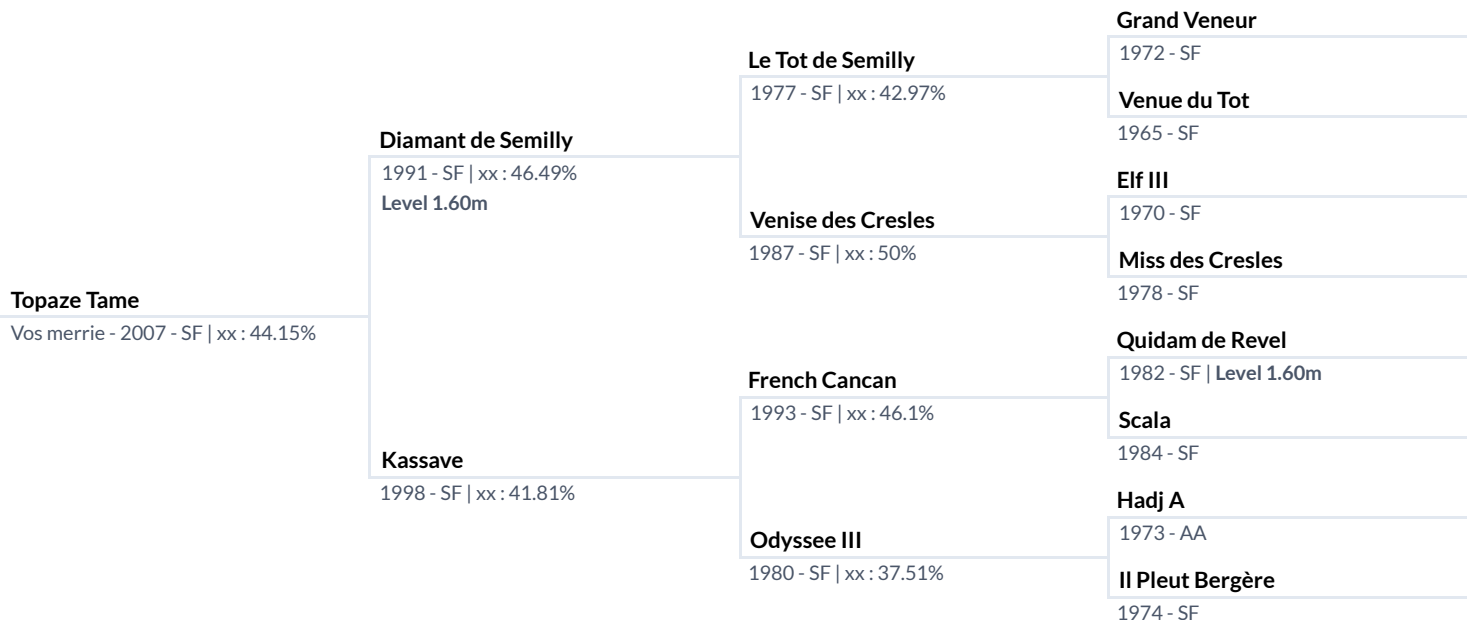 Grand Veneur
1972 - SF
Le Tot de Semilly
1977 - SF | xx : 42.97%
Venue du Tot
1965 - SF
Diamant de Semilly
1991 - SF | xx : 46.49%
Level 1.60m
Elf III
1970 - SF
Venise des Cresles
1987 - SF | xx : 50%
Miss des Cresles
1978 - SF
Topaze Tame
Vos merrie - 2007 - SF | xx : 44.15%
Quidam de Revel
1982 - SF | Level 1.60m
French Cancan
1993 - SF | xx : 46.1%
Scala
1984 - SF
Kassave
1998 - SF | xx : 41.81%
Hadj A
1973 - AA
Odyssee III
1980 - SF | xx : 37.51%
Il Pleut Bergère
1974 - SF